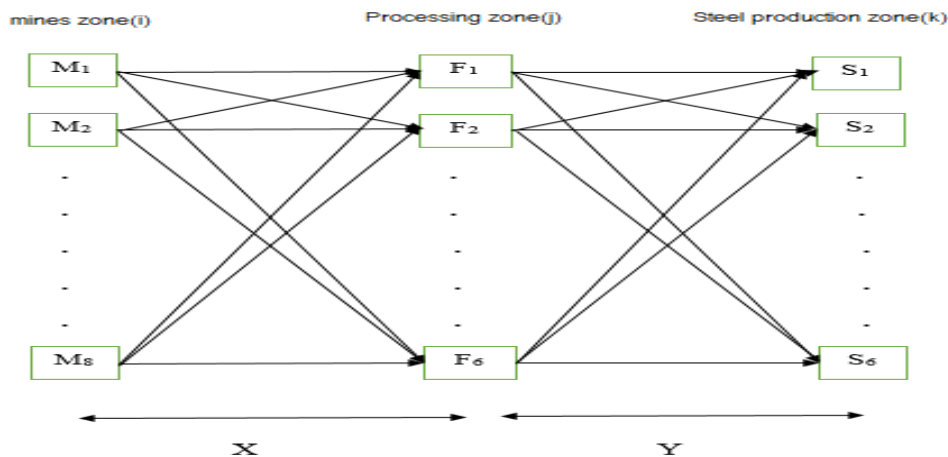 mines zone(i) Processing zone(j) Steel production zone(k)
M₁ F₁ S₁
M₂ F₂ S₂
M₈ F₆ S₆
X Y